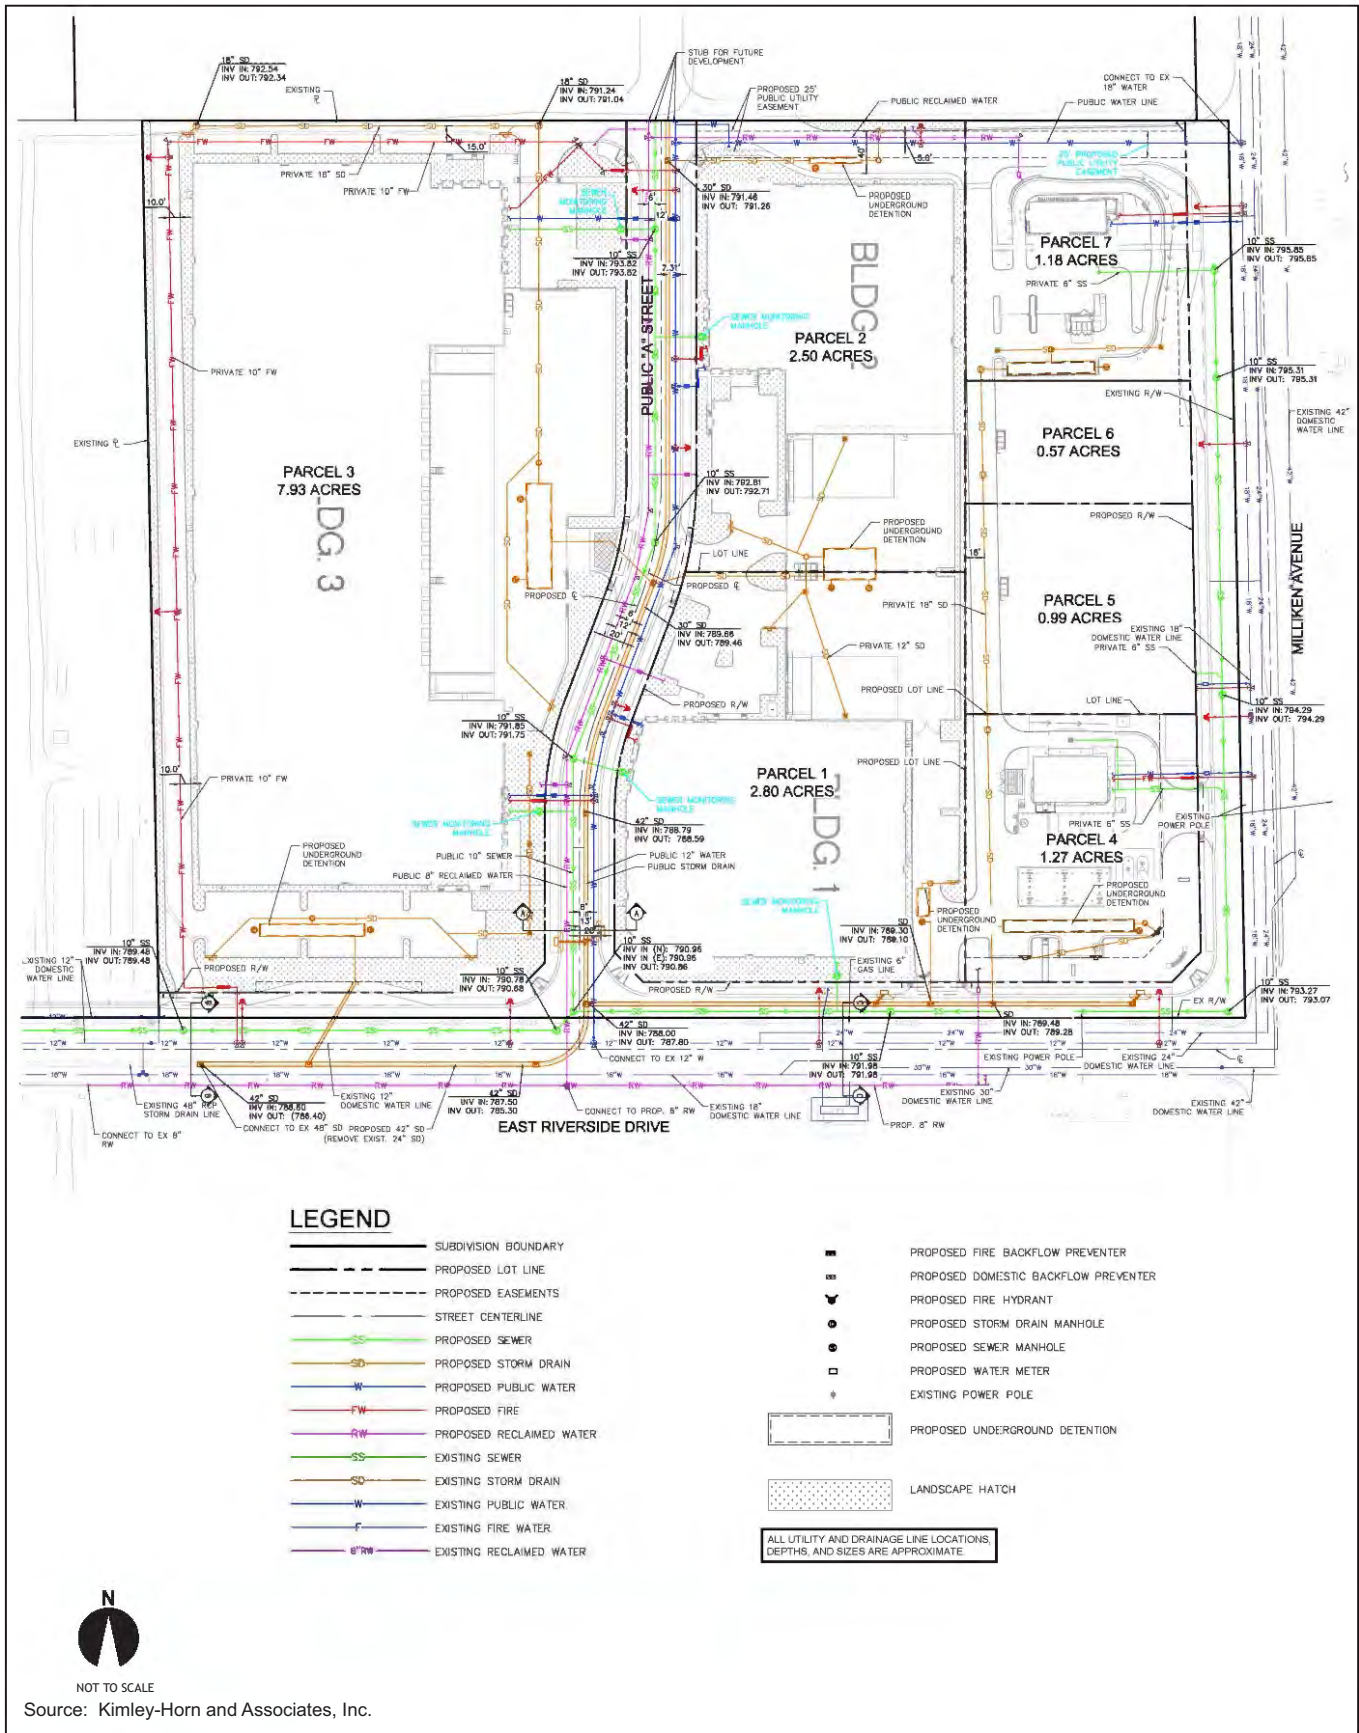 18" SD
INV IN: 792.54
INV OUT: 792.34
EXISTING
18" SD
INV IN: 791.24
INV OUT: 791.04
STUB FOR FUTURE
DEVELOPMENT
PROPOSED 25'
PUBLIC UTILITY
EASEMENT
PUBLIC RECLAIMED WATER
CONNECT TO EX
18" WATER
PUBLIC WATER LINE
15.0'
PRIVATE 18" SD
PRIVATE 10" FW
10.0'
SEWER
MONITORING
MANHOLE
30" SD
INV IN: 791.46
INV OUT: 791.26
PROPOSED
UNDERGROUND
DETENTION
25' PROPOSED
PUBLIC UTILITY
EASEMENT
6'
12'
7.3'
10" SS
INV IN: 793.82
INV OUT: 793.82
PUBLIC "A" STREET
SEWER MONITORING
MANHOLE
BLDG. 2
PARCEL 2
2.50 ACRES
PARCEL 7
1.18 ACRES
PRIVATE 6" SS
10" SS
INV IN: 795.85
INV OUT: 795.65
10" SS
INV IN: 795.31
INV OUT: 795.31
EXISTING R/W
EXISTING 42"
DOMESTIC
WATER LINE
PRIVATE 10" FW
EXISTING
PARCEL 3
7.93 ACRES
BLDG. 3
PARCEL 6
0.57 ACRES
10" SS
INV IN: 792.81
INV OUT: 792.71
PROPOSED R/W
PROPOSED
UNDERGROUND
DETENTION
LOT LINE
PROPOSED
PROPOSED
MILLIKEN AVENUE
PARCEL 5
0.99 ACRES
PRIVATE 18" SD
EXISTING 18"
DOMESTIC WATER LINE
PRIVATE 6" SS
30" SD
INV IN: 789.66
INV OUT: 789.46
PRIVATE 12" SD
PROPOSED LOT LINE
PROPOSED R/W
LOT LINE
10" SS
INV IN: 794.29
INV OUT: 794.29
10" SS
INV IN: 791.85
INV OUT: 791.75
10.0'
PRIVATE 10" FW
PARCEL 1
2.80 ACRES
BLDG. 1
PROPOSED LOT LINE
SEWER MONITORING
MANHOLE
SEWER MONITORING
MANHOLE
42" SD
INV IN: 788.79
INV OUT: 788.59
PRIVATE 6" SS
EXISTING
POWER POLE
PARCEL 4
1.27 ACRES
PROPOSED
UNDERGROUND
DETENTION
PUBLIC 10" SEWER
PUBLIC 8" RECLAIMED WATER
PUBLIC 12" WATER
PUBLIC STORM DRAIN
SEWER MONITORING
MANHOLE
PROPOSED
UNDERGROUND
DETENTION
PROPOSED
UNDERGROUND
DETENTION
10" SS
INV IN: 789.48
INV OUT: 789.48
EXISTING 12"
DOMESTIC
WATER LINE
PROPOSED R/W
10" SS
INV IN: 790.78
INV OUT: 790.68
10" SS
INV IN (N): 790.96
INV IN (E): 790.96
INV OUT: 790.86
SD
INV IN: 769.30
INV OUT: 769.10
EXISTING 6"
GAS LINE
PROPOSED R/W
10" SS
INV IN: 793.27
INV OUT: 793.07
EX R/W
42" SD
INV IN: 788.00
INV OUT: 787.80
CONNECT TO EX 12" W
SD
INV IN: 769.48
INV OUT: 769.28
10" SS
INV IN: 791.98
INV OUT: 791.98
EXISTING POWER POLE
EXISTING 24"
DOMESTIC WATER LINE
EXISTING 48" RCP
STORM DRAIN LINE
42" SD
INV IN: 786.60
INV OUT: (786.40)
EXISTING 12"
DOMESTIC WATER LINE
42" SD
INV IN: 787.50
INV OUT: 785.30
EXISTING 18"
DOMESTIC WATER LINE
EXISTING 30"
DOMESTIC WATER LINE
EXISTING 42"
DOMESTIC WATER LINE
CONNECT TO EX 8"
RW
CONNECT TO EX 48" SD
PROPOSED 42" SD
(REMOVE EXIST. 24" SD)
CONNECT TO PROP. 8" RW
PROP. 8" RW
EAST RIVERSIDE DRIVE
LEGEND
SUBDIVISION BOUNDARY
PROPOSED LOT LINE
PROPOSED EASEMENTS
STREET CENTERLINE
SS PROPOSED SEWER
SD PROPOSED STORM DRAIN
W PROPOSED PUBLIC WATER
FW PROPOSED FIRE
RW PROPOSED RECLAIMED WATER
SS EXISTING SEWER
SD EXISTING STORM DRAIN
W EXISTING PUBLIC WATER
F EXISTING FIRE WATER
8"RW EXISTING RECLAIMED WATER
PROPOSED FIRE BACKFLOW PREVENTER
PROPOSED DOMESTIC BACKFLOW PREVENTER
PROPOSED FIRE HYDRANT
PROPOSED STORM DRAIN MANHOLE
PROPOSED SEWER MANHOLE
PROPOSED WATER METER
EXISTING POWER POLE
PROPOSED UNDERGROUND DETENTION
LANDSCAPE HATCH
ALL UTILITY AND DRAINAGE LINE LOCATIONS,
DEPTHS, AND SIZES ARE APPROXIMATE.
N
NOT TO SCALE
Source: Kimley-Horn and Associates, Inc.